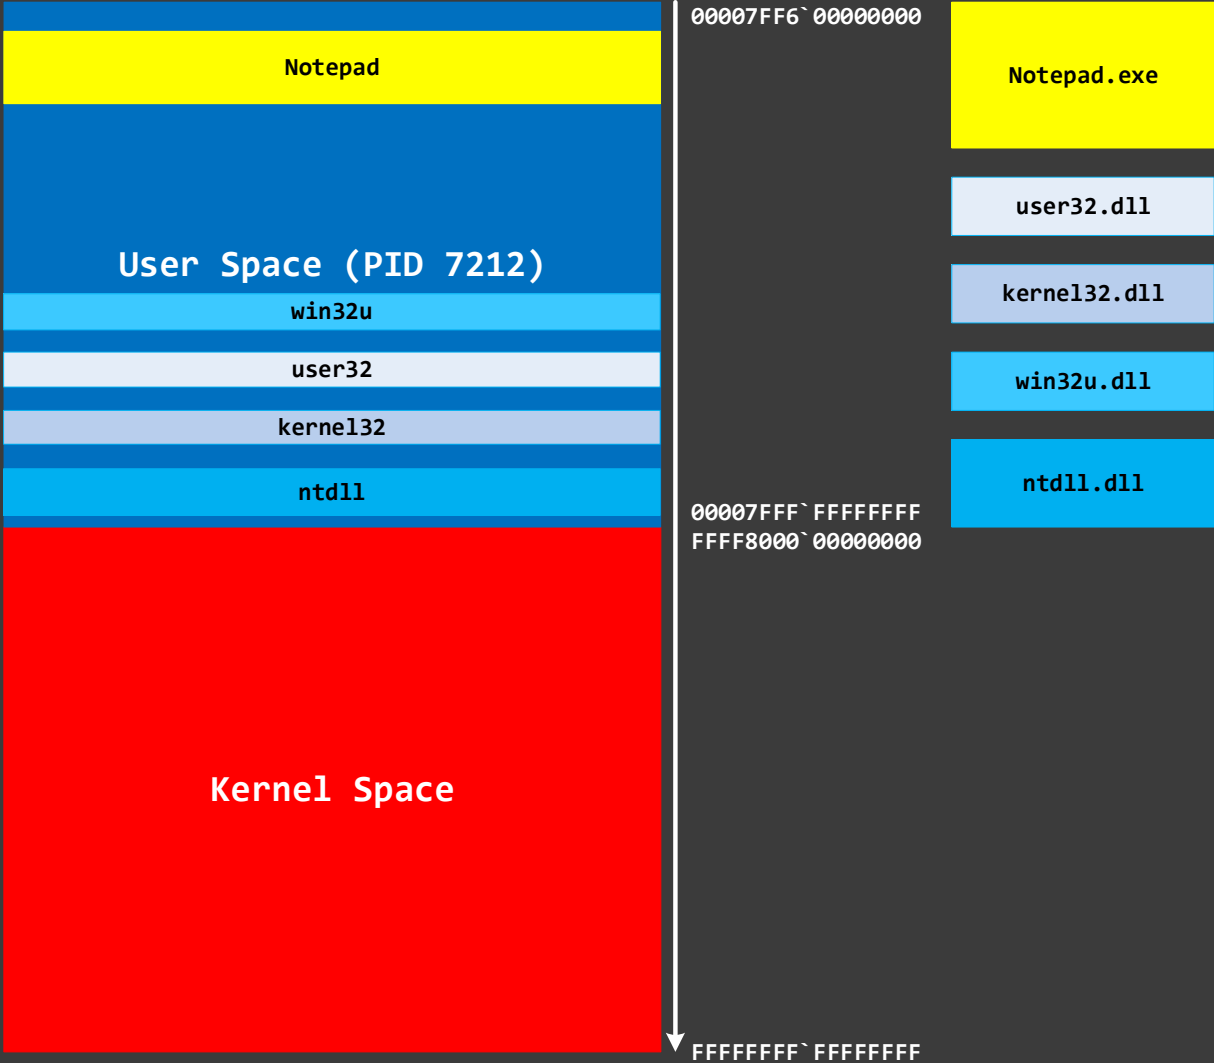 Notepad
User Space (PID 7212)
win32u
user32
kernel32
ntdll
Kernel Space
00007FF6`00000000
00007FFF`FFFFFFFF
FFFF8000`00000000
FFFFFFFF`FFFFFFFF
Notepad.exe
user32.dll
kernel32.dll
win32u.dll
ntdll.dll